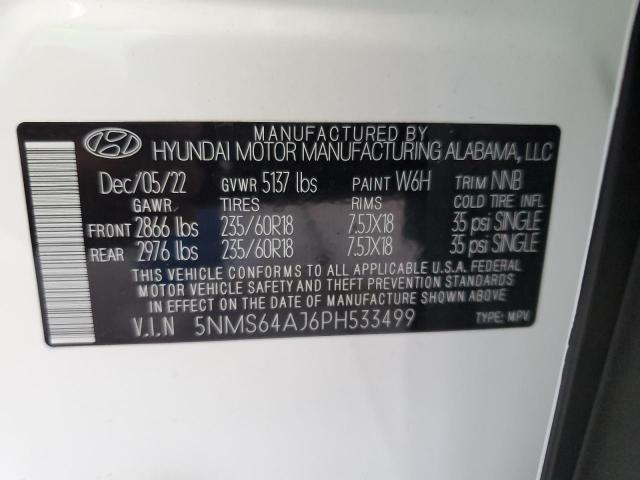 MANUFACTURED BY
HYUNDAI MOTOR MANUFACTURING ALABAMA, LLC
Dec/05/22 GVWR 5137 lbs PAINT W6H TRIM NNB
GAWR TIRES RIMS COLD TIRE INFL
FRONT 2866 lbs 235/60R18 7.5JX18 35 psi SINGLE
REAR 2976 lbs 235/60R18 7.5JX18 35 psi SINGLE
THIS VEHICLE CONFORMS TO ALL APPLICABLE U.S.A. FEDERAL
MOTOR VEHICLE SAFETY STANDARDS IN EFFECT
ON THE DATE OF MANUFACTURE SHOWN ABOVE.
V.I.N 5NMS64AJ6PH533499 TYPE: MPV